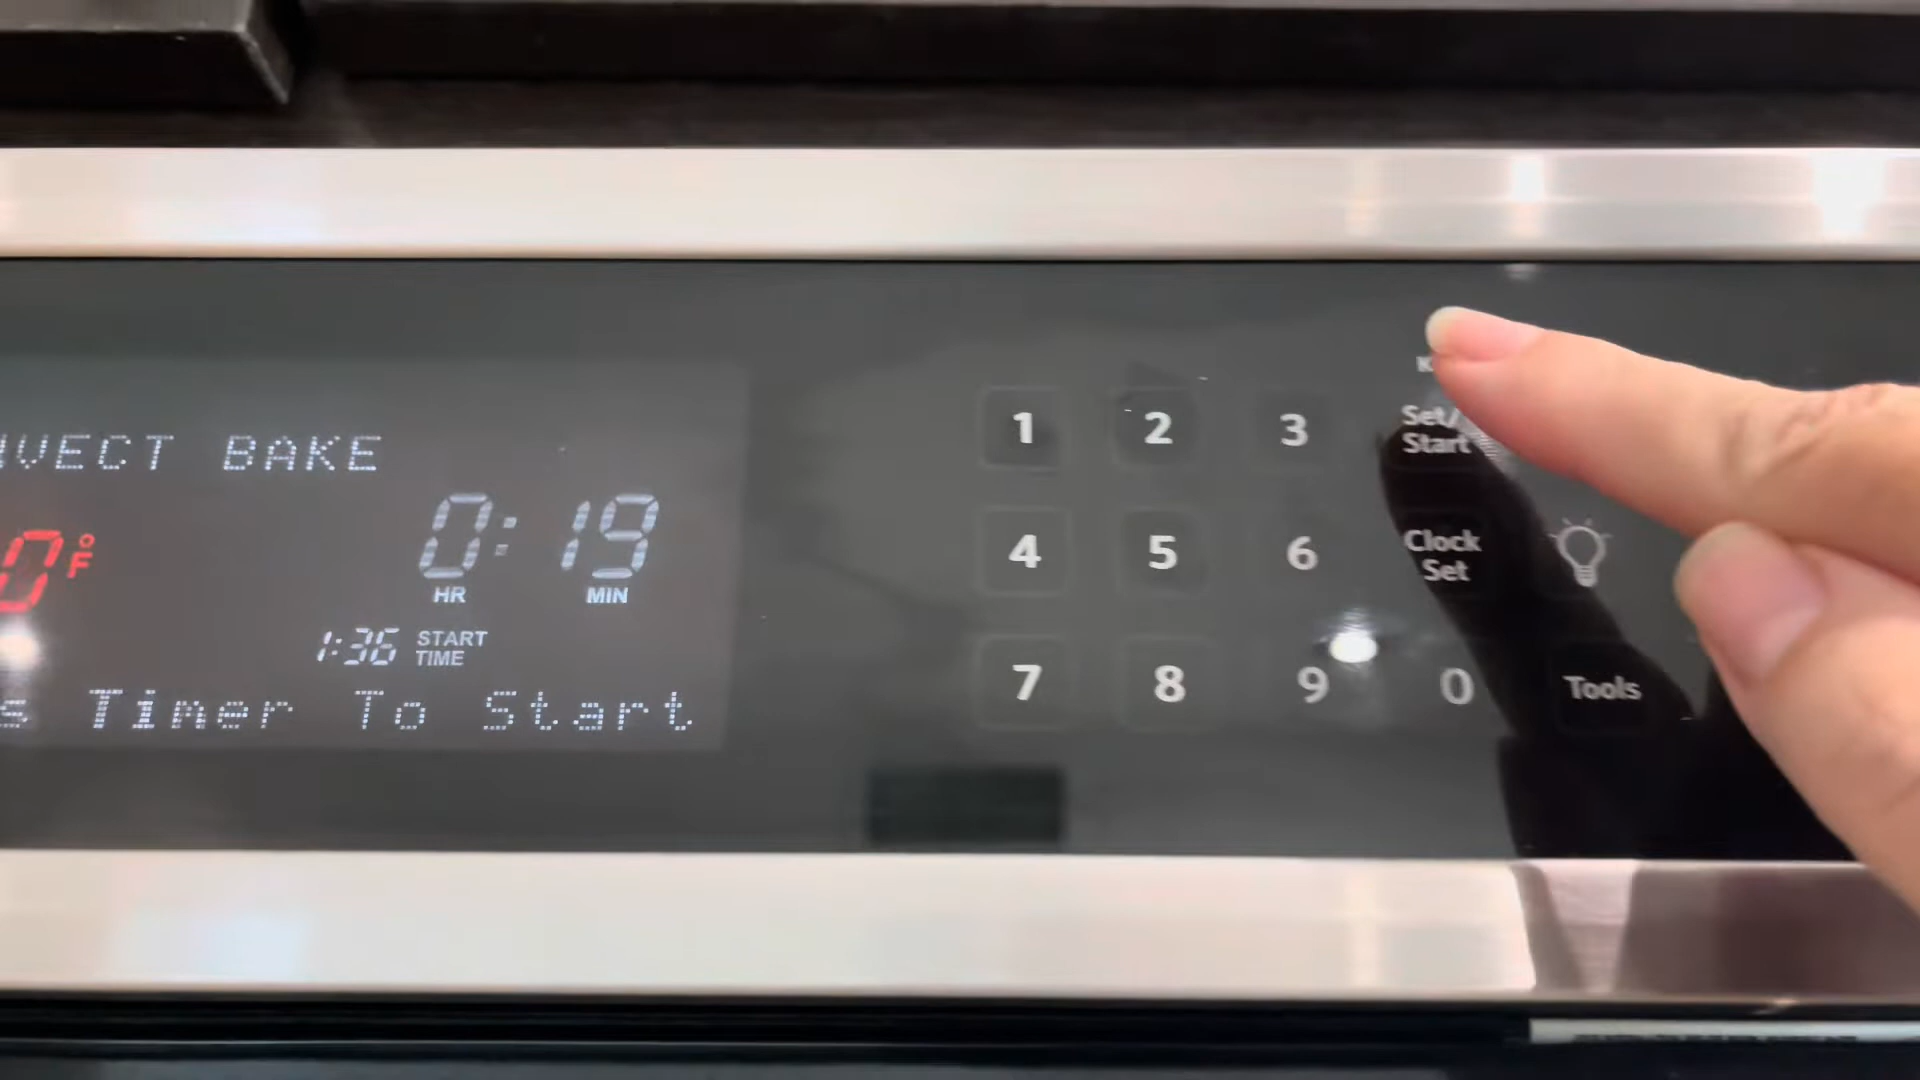 BAKE
0:19
0°F
HR MIN
1:36 START TIME
Timer To Start
1 2 3 Set/ Start
4 5 6 Clock Set
7 8 9 0 Tools